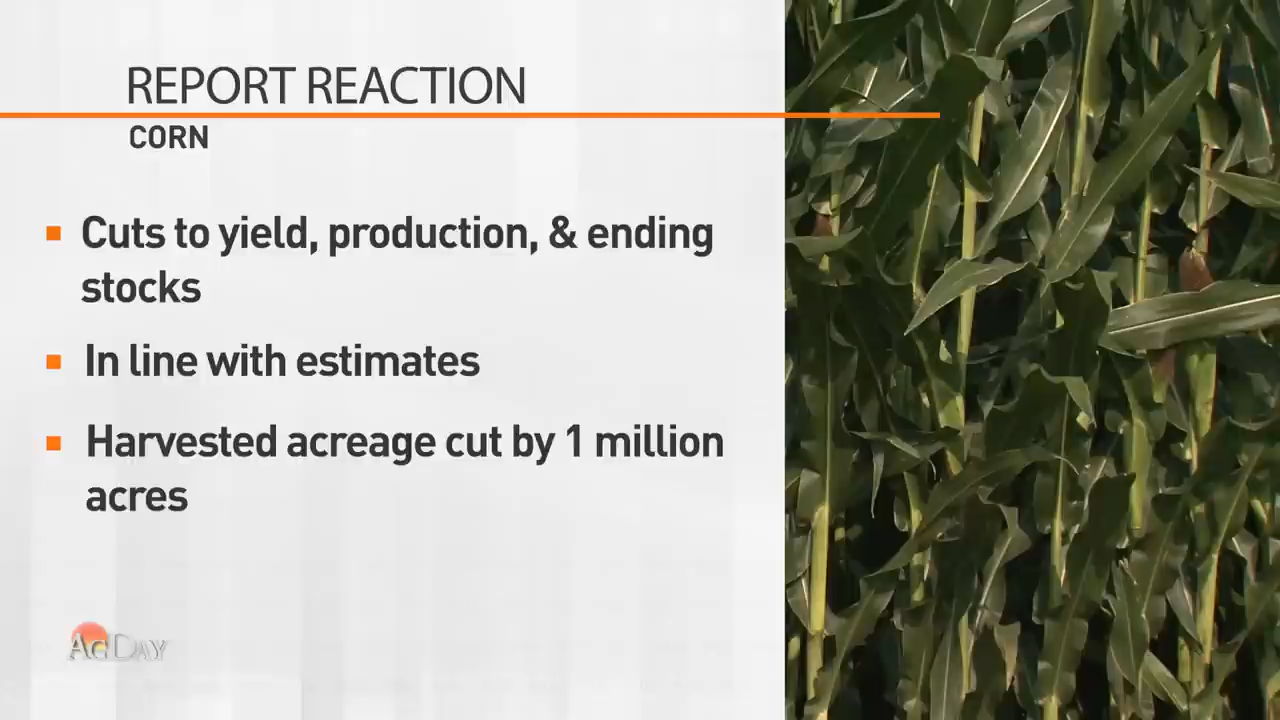 REPORT REACTION
CORN
Cuts to yield, production, & ending
stocks
In line with estimates
Harvested acreage cut by 1 million
acres
AGDAY